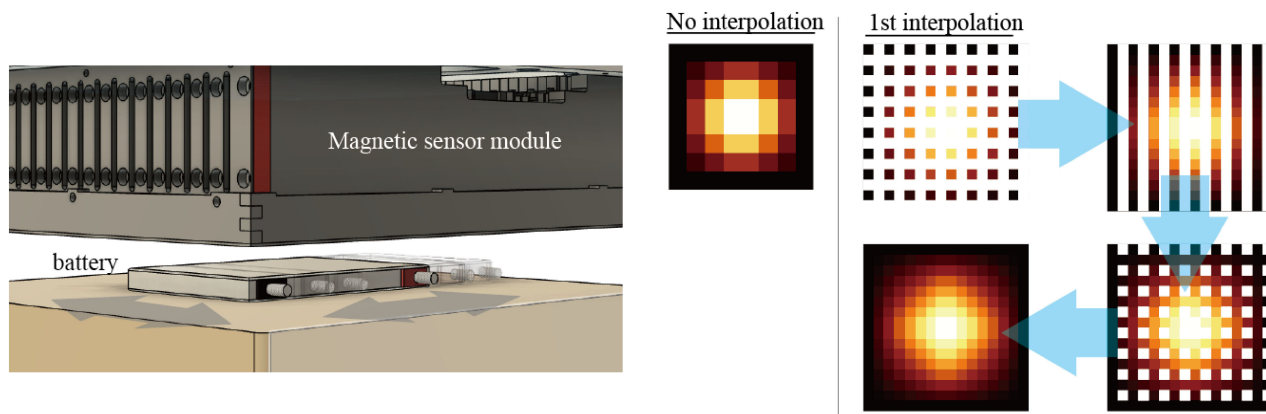 No interpolation
1st interpolation
Magnetic sensor module
battery